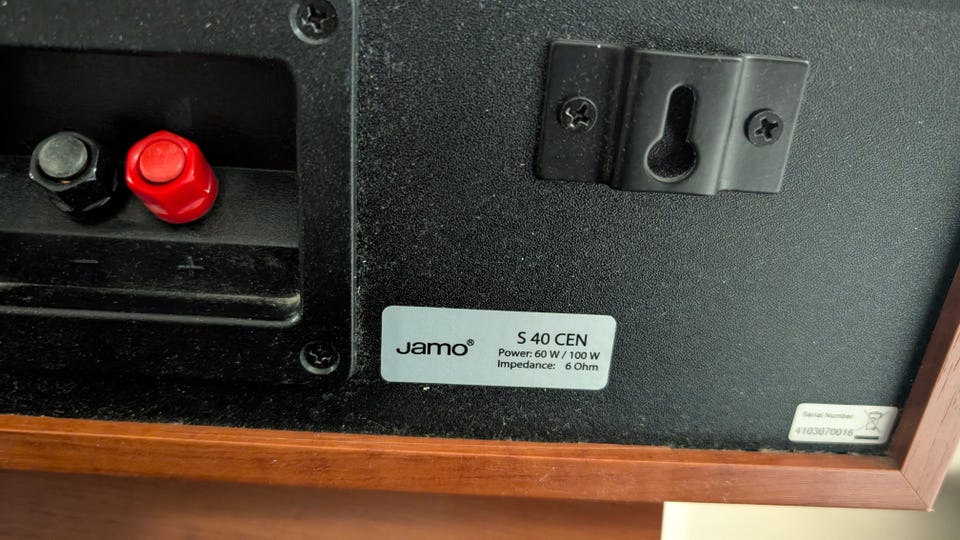 − +
Jamo®
S 40 CEN
Power: 60 W / 100 W
Impedance: 6 Ohm
Serial Number:
4103070016